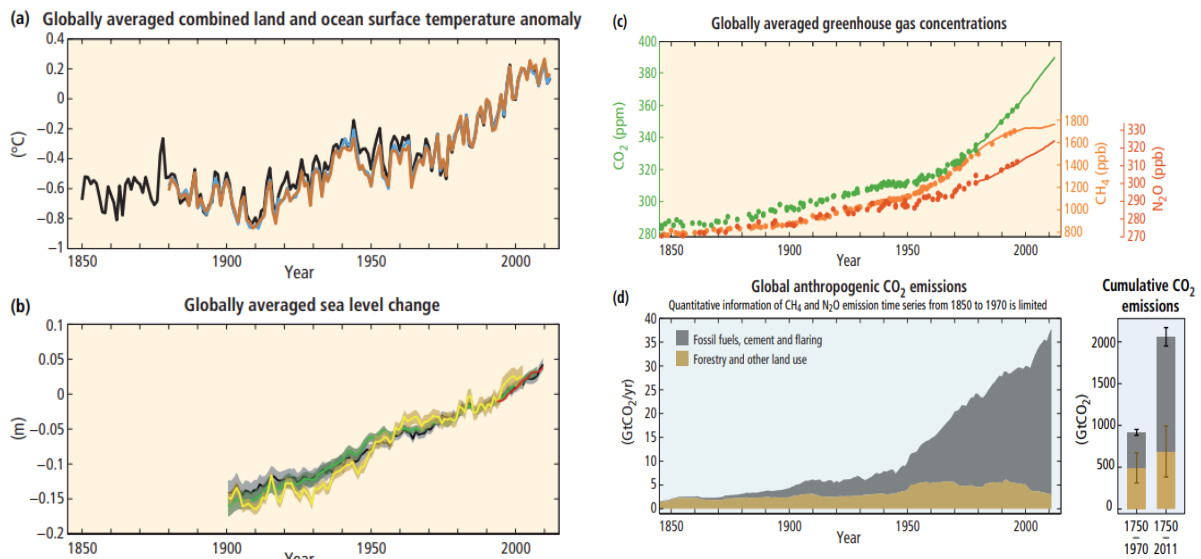 (a) Globally averaged combined land and ocean surface temperature anomaly
0.4
0.2
0
−0.2
−0.4
−0.6
−0.8
−1
(°C)
1850 1900 1950 2000
Year
(b) Globally averaged sea level change
0.1
0.05
0
−0.05
−0.1
−0.15
−0.2
(m)
1850 1900 1950 2000
Year
(c) Globally averaged greenhouse gas concentrations
400
380
360
340
320
300
280
CO2 (ppm)
1800
1600
1400
1200
1000
800
CH4 (ppb)
330
320
310
300
290
280
270
N2O (ppb)
1850 1900 1950 2000
Year
(d) Global anthropogenic CO2 emissions
Quantitative information of CH4 and N2O emission time series from 1850 to 1970 is limited
40
35
30
25
20
15
10
5
0
(GtCO2/yr)
Fossil fuels, cement and flaring
Forestry and other land use
1850 1900 1950 2000
Year
Cumulative CO2
emissions
2000
1500
1000
500
0
(GtCO2)
1750 1750
– –
1970 2011